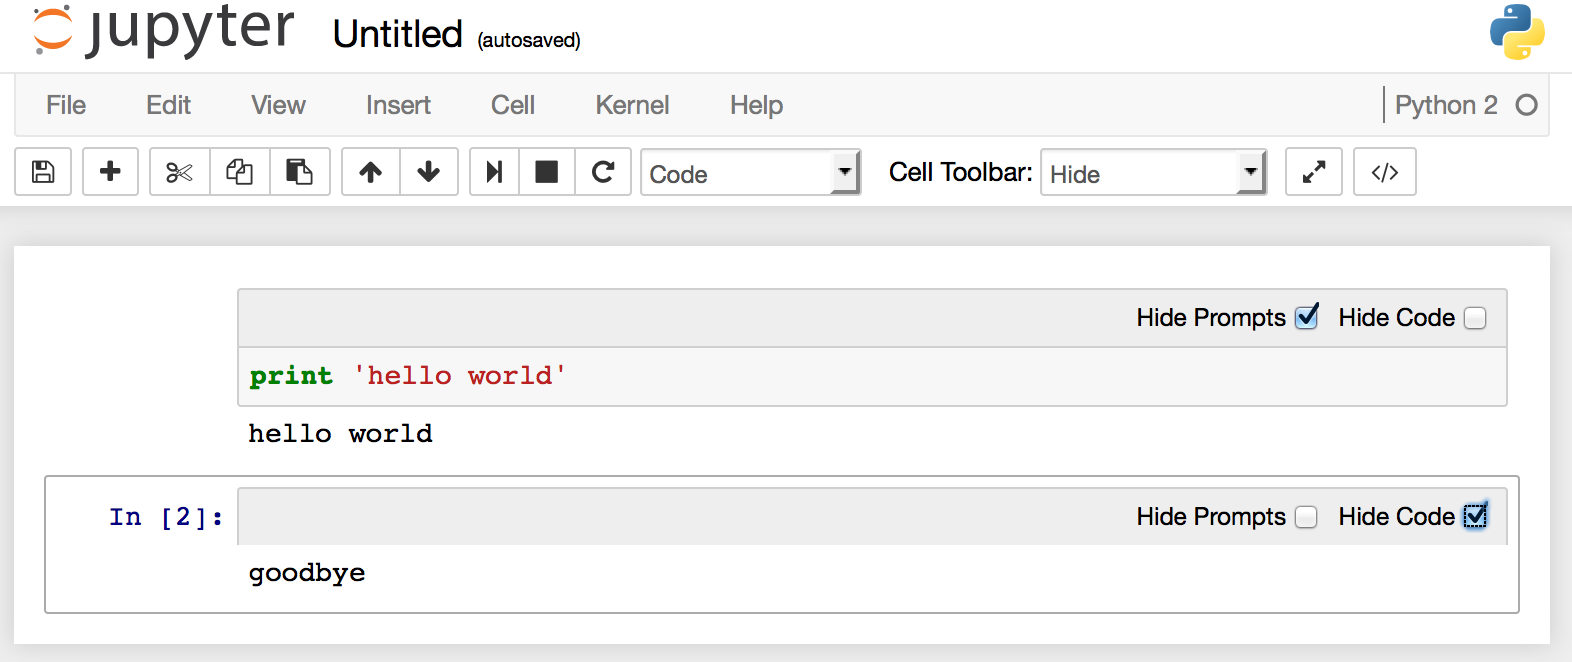 jupyter Untitled (autosaved)
File Edit View Insert Cell Kernel Help Python 2
Code Cell Toolbar: Hide </>
Hide Prompts Hide Code
print 'hello world'
hello world
In [2]: Hide Prompts Hide Code
goodbye